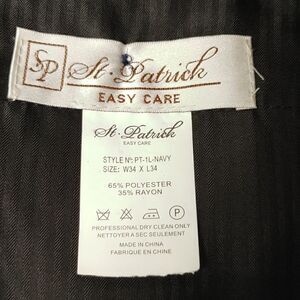 SP St. Patrick
EASY CARE
St. Patrick
EASY CARE
STYLE Nº: PT-1L-NAVY
SIZE: W34 X L34
65% POLYESTER
35% RAYON
P
PROFESSIONAL DRY CLEAN ONLY
NETTOYER A SEC SEULEMENT
MADE IN CHINA
FABRIQUE EN CHINE